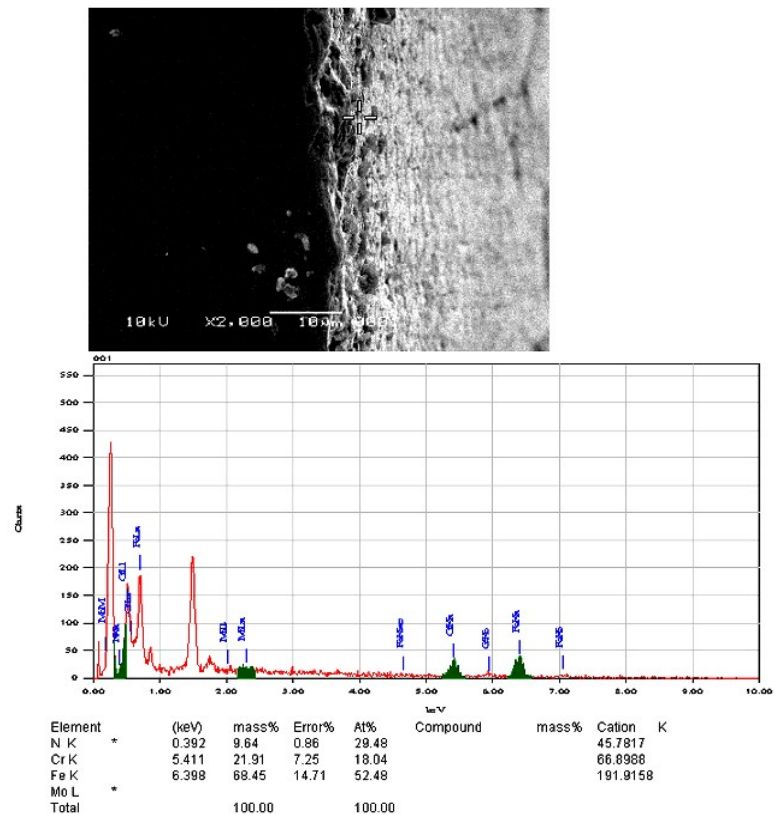 10kU X2,000 10µm
001
550
500
450
400
350
300
250
200
150
100
50
0
0.00 1.00 2.00 3.00 4.00 5.00 6.00 7.00 8.00 9.00 10.00
keV
Counts
FeLa
Element (keV) mass% Error% At% Compound mass% Cation K
N K * 0.392 9.64 0.86 29.48 45.7817
Cr K 5.411 21.91 7.25 18.04 66.8988
Fe K 6.398 68.45 14.71 52.48 191.9158
Mo L *
Total 100.00 100.00